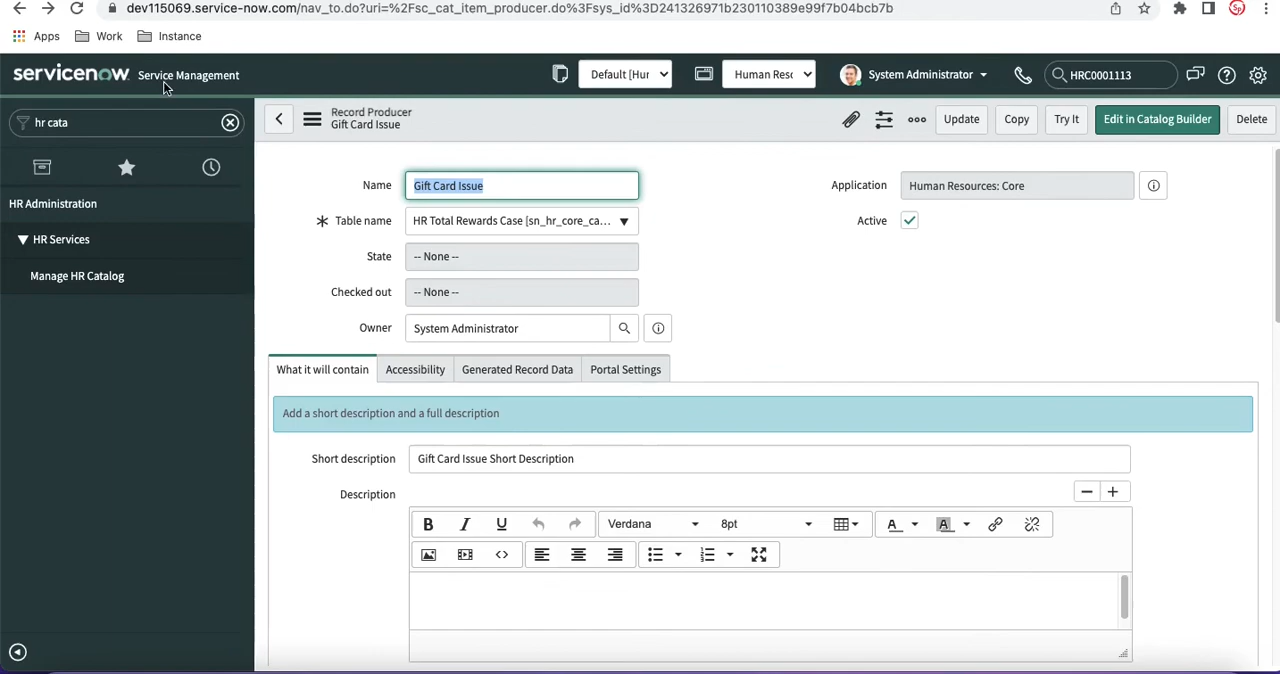 dev115069.service-now.com/nav_to.do?uri=%2Fsc_cat_item_producer.do%3Fsys_id%3D241326971b230110389e99f7b04bcb7b
Sp
Apps Work Instance
servicenow Service Management
Default [Hur
Human Resc
System Administrator
HRC0001113
hr cata
Record Producer
Gift Card Issue
Update Copy Try It Edit in Catalog Builder Delete
HR Administration
HR Services
Manage HR Catalog
Name Gift Card Issue
Application Human Resources: Core
Table name HR Total Rewards Case [sn_hr_core_ca...
Active
State -- None --
Checked out -- None --
Owner System Administrator
What it will contain Accessibility Generated Record Data Portal Settings
Add a short description and a full description
Short description Gift Card Issue Short Description
Description
B I U Verdana 8pt A A